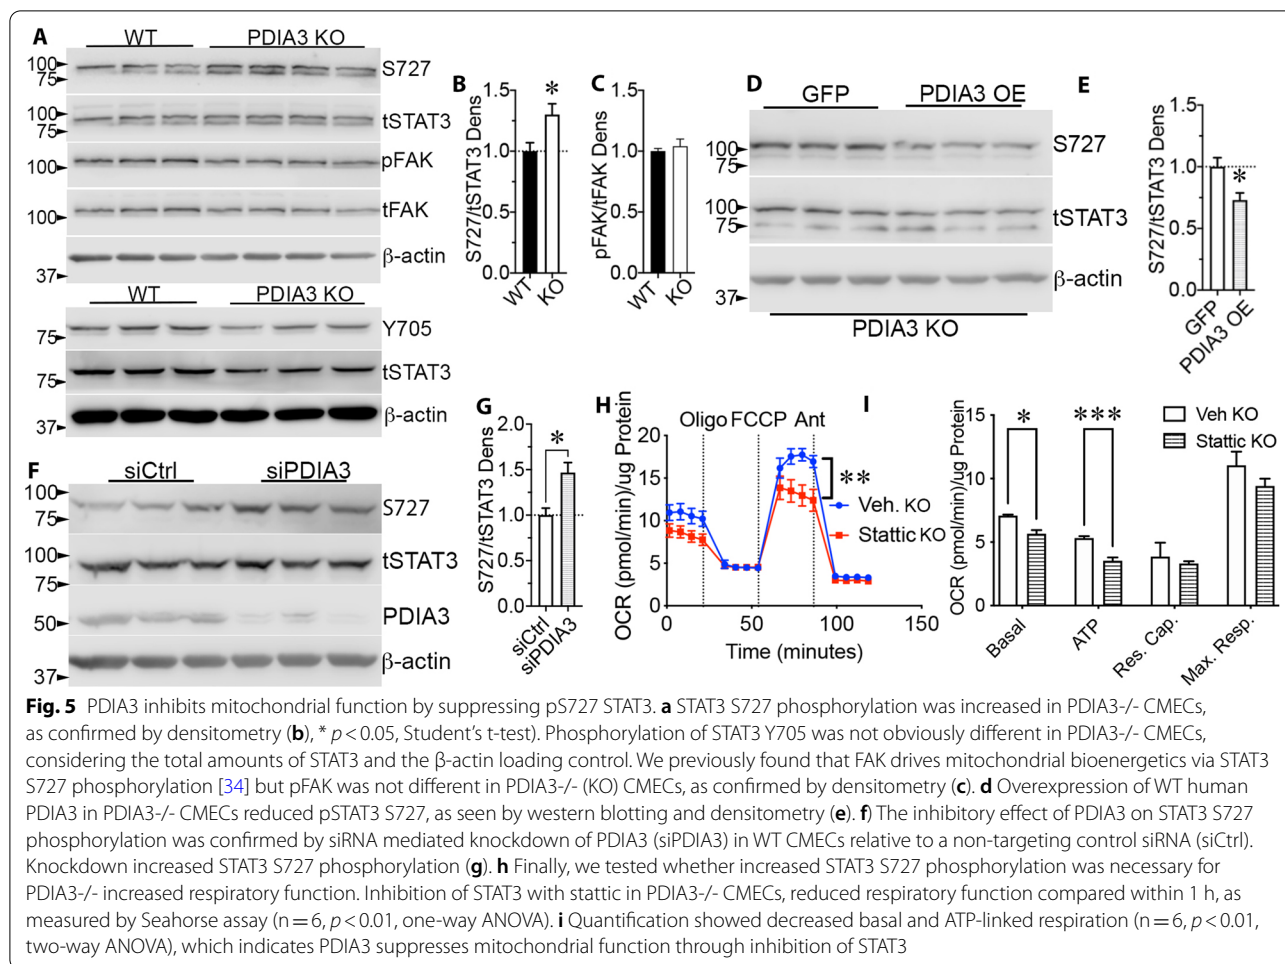 A
WT PDIA3 KO
100
75
S727
100
75
tSTAT3
100
pFAK
100
tFAK
37
β-actin
WT PDIA3 KO
75
Y705
75
tSTAT3
37
β-actin
B
S727/tSTAT3 Dens
1.5
1.0
0.5
0.0
*
WT
KO
C
pFAK/tFAK Dens
1.5
1.0
0.5
0.0
WT
KO
D
GFP PDIA3 OE
100
75
S727
100
75
tSTAT3
37
β-actin
PDIA3 KO
E
S727/tSTAT3 Dens
1.5
1.0
0.5
0.0
*
GFP
PDIA3 OE
F
siCtrl siPDIA3
100
75
S727
100
75
tSTAT3
50
PDIA3
37
β-actin
G
S727/tSTAT3 Dens
2.0
1.5
1.0
0.5
0.0
*
siCtrl
siPDIA3
H
Oligo FCCP Ant
OCR (pmol/min)/ug Protein
20
15
10
5
0
0 50 100 150
Time (minutes)
**
Veh. KO
Stattic KO
I
OCR (pmol/min)/ug Protein
15
10
5
0
* ***
Veh KO
Stattic KO
Basal
ATP
Res. Cap.
Max. Resp.
Fig. 5 PDIA3 inhibits mitochondrial function by suppressing pS727 STAT3. a STAT3 S727 phosphorylation was increased in PDIA3-/- CMECs,
as confirmed by densitometry (b), * p < 0.05, Student's t-test). Phosphorylation of STAT3 Y705 was not obviously different in PDIA3-/- CMECs,
considering the total amounts of STAT3 and the β-actin loading control. We previously found that FAK drives mitochondrial bioenergetics via STAT3
S727 phosphorylation [34] but pFAK was not different in PDIA3-/- (KO) CMECs, as confirmed by densitometry (c). d Overexpression of WT human
PDIA3 in PDIA3-/- CMECs reduced pSTAT3 S727, as seen by western blotting and densitometry (e). f) The inhibitory effect of PDIA3 on STAT3 S727
phosphorylation was confirmed by siRNA mediated knockdown of PDIA3 (siPDIA3) in WT CMECs relative to a non-targeting control siRNA (siCtrl).
Knockdown increased STAT3 S727 phosphorylation (g). h Finally, we tested whether increased STAT3 S727 phosphorylation was necessary for
PDIA3-/- increased respiratory function. Inhibition of STAT3 with stattic in PDIA3-/- CMECs, reduced respiratory function compared within 1 h, as
measured by Seahorse assay (n = 6, p < 0.01, one-way ANOVA). i Quantification showed decreased basal and ATP-linked respiration (n = 6, p < 0.01,
two-way ANOVA), which indicates PDIA3 suppresses mitochondrial function through inhibition of STAT3